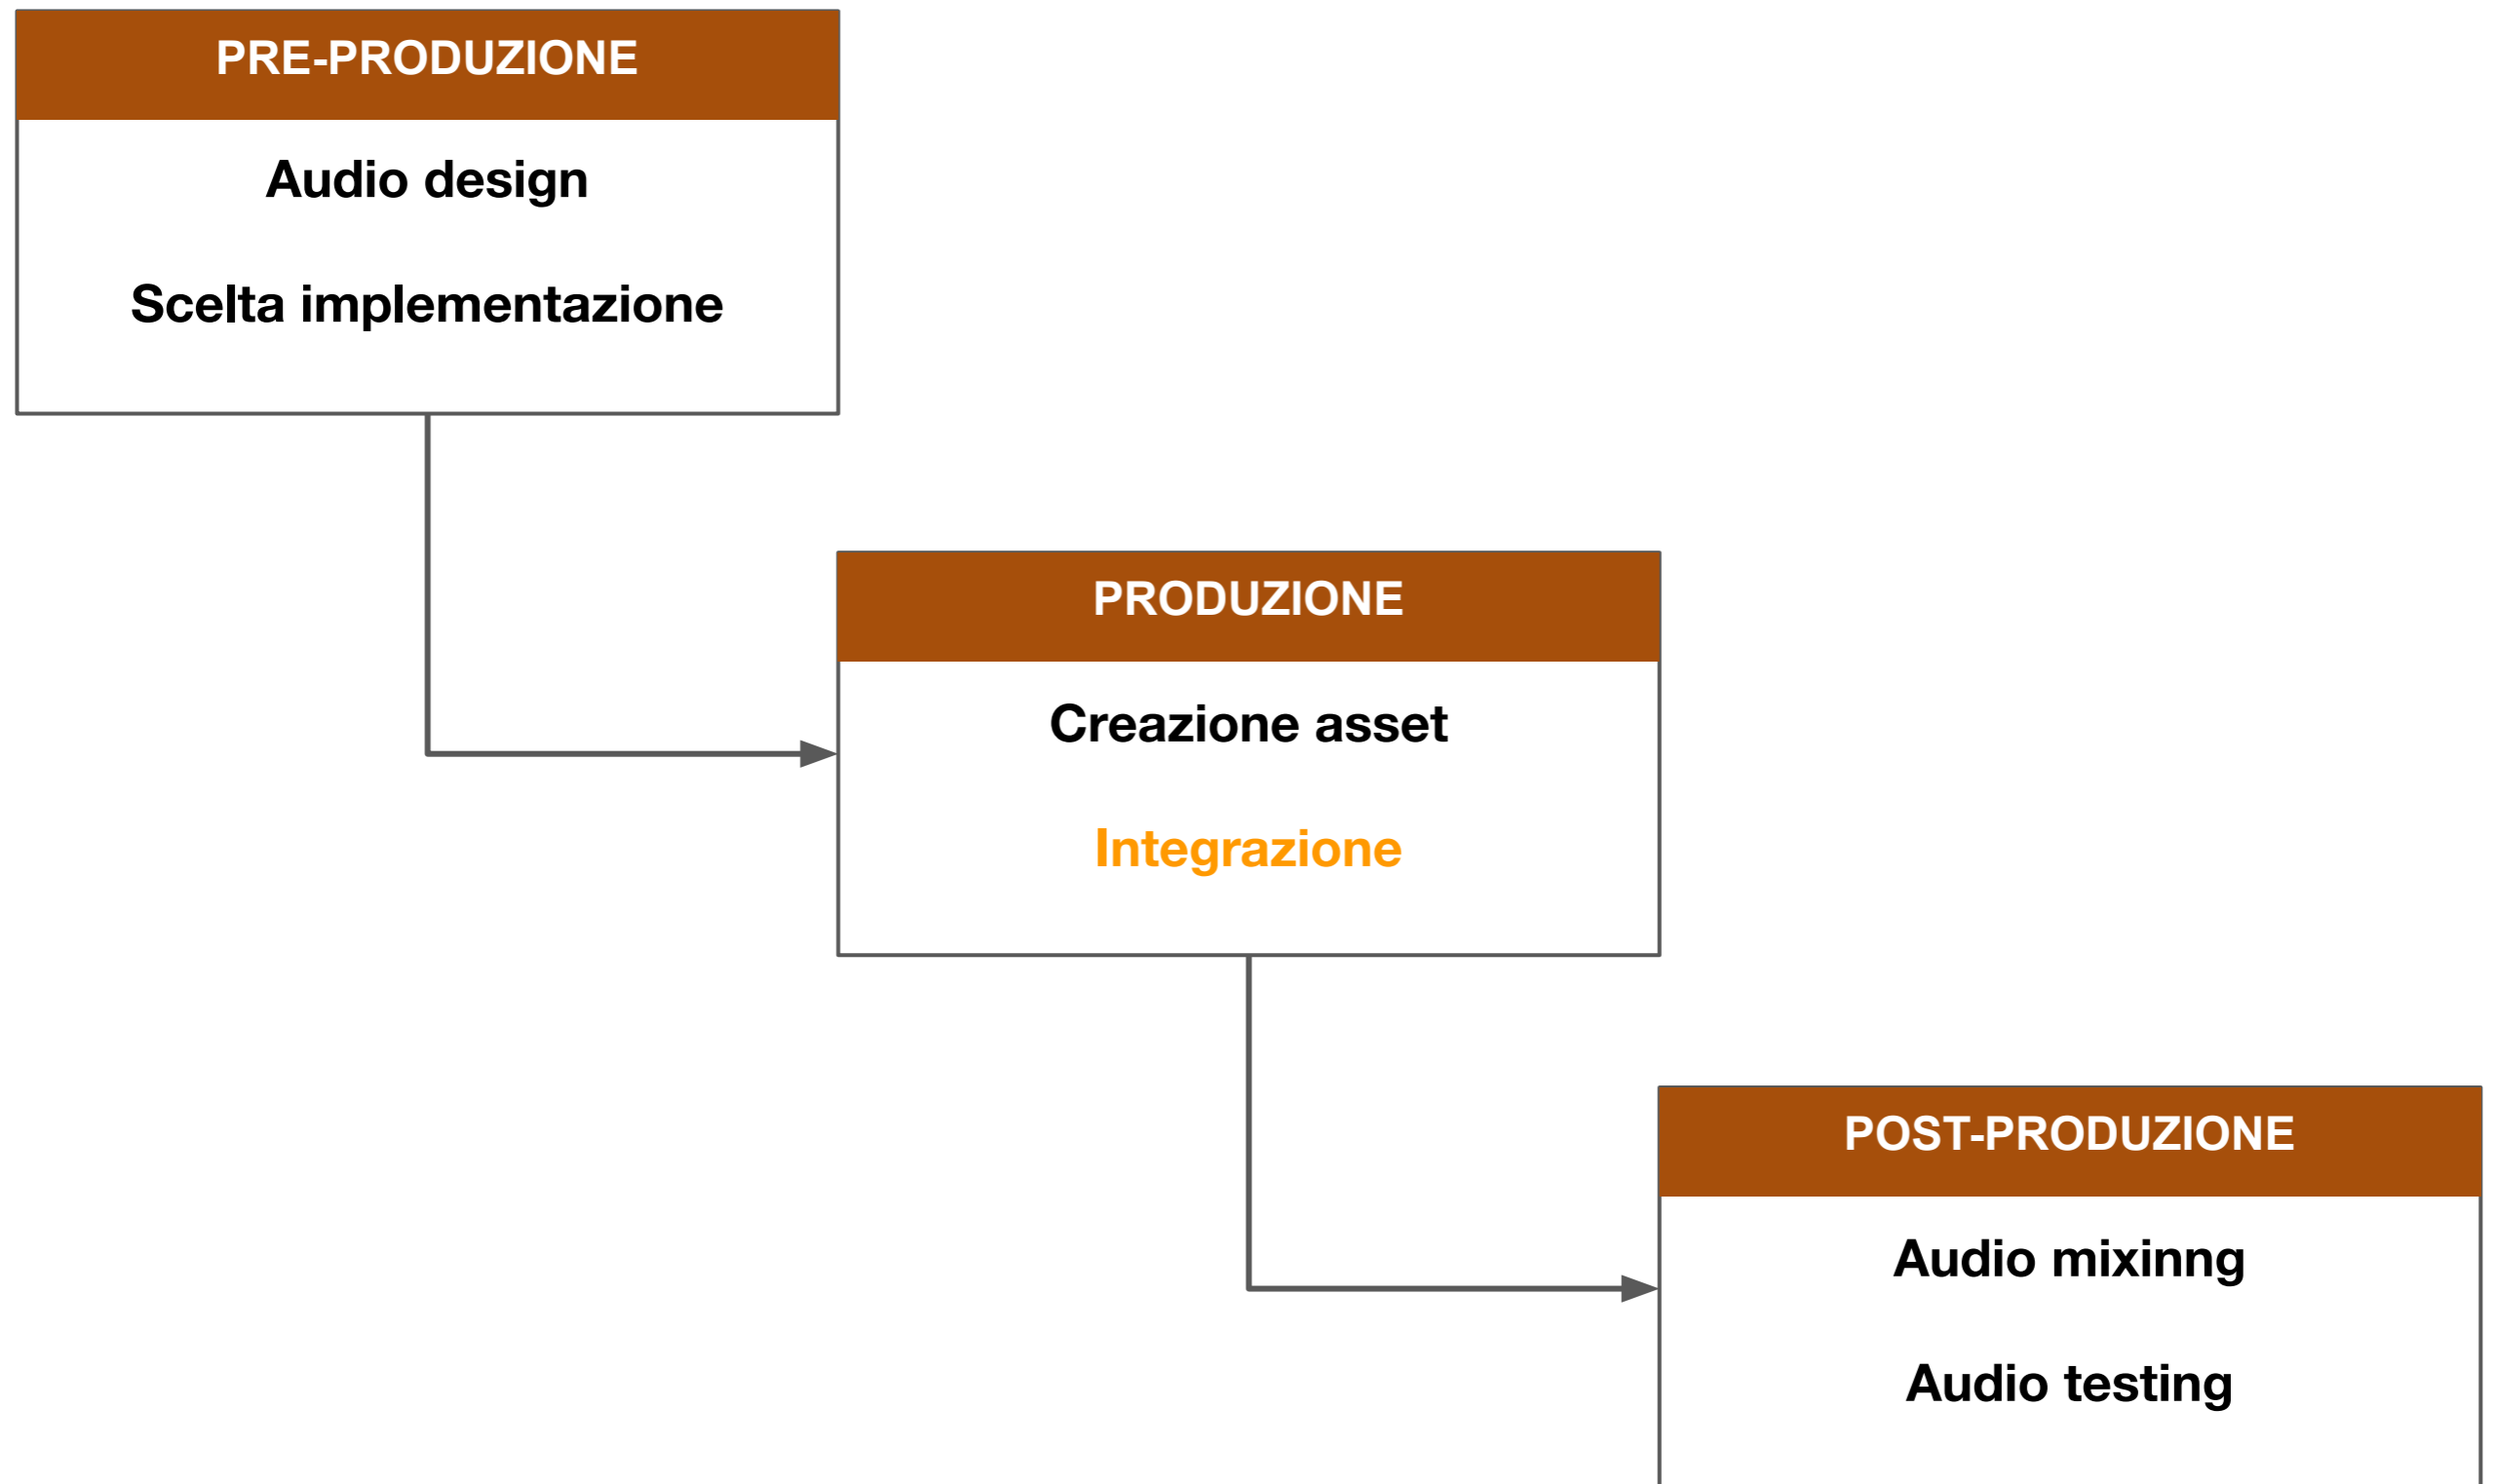 PRE-PRODUZIONE
Audio design
Scelta implementazione
PRODUZIONE
Creazione asset
Integrazione
POST-PRODUZIONE
Audio mixinng
Audio testing